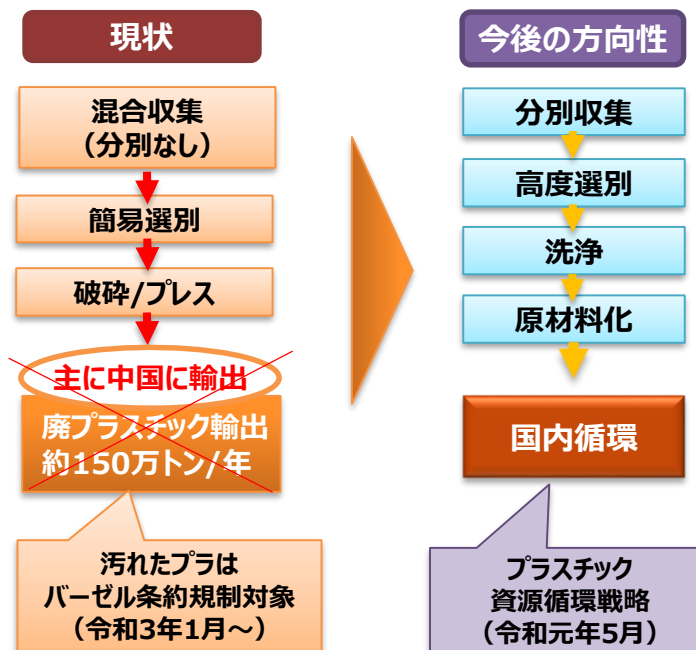 現状
混合収集
（分別なし）
簡易選別
破砕/プレス
主に中国に輸出
廃プラスチック輸出
約150万トン/年
汚れたプラは
バーゼル条約規制対象
（令和3年1月～）
今後の方向性
分別収集
高度選別
洗浄
原材料化
国内循環
プラスチック
資源循環戦略
（令和元年5月）